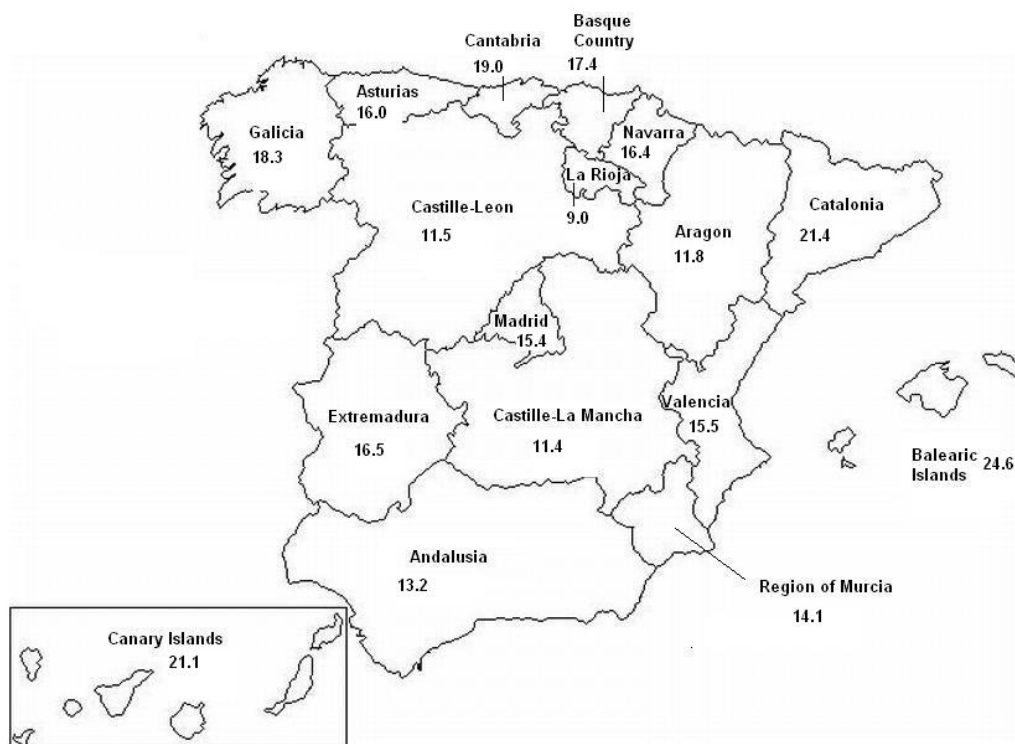 Basque
Country
17.4
Cantabria
19.0
Asturias
16.0
Galicia
18.3
Navarra
16.4
La Rioja
9.0
Castille-Leon
11.5
Aragon
11.8
Catalonia
21.4
Madrid
15.4
Extremadura
16.5
Castille-La Mancha
11.4
Valencia
15.5
Balearic
Islands 24.6
Andalusia
13.2
Region of Murcia
14.1
Canary Islands
21.1